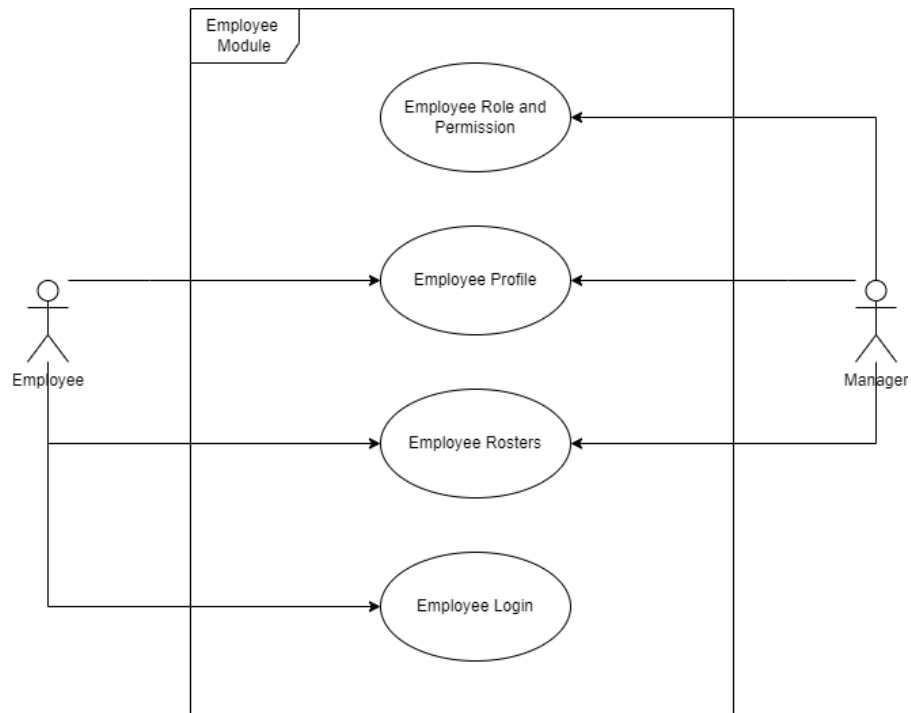 Employee
Module
Employee Role and
Permission
Employee Profile
Employee
Manager
Employee Rosters
Employee Login